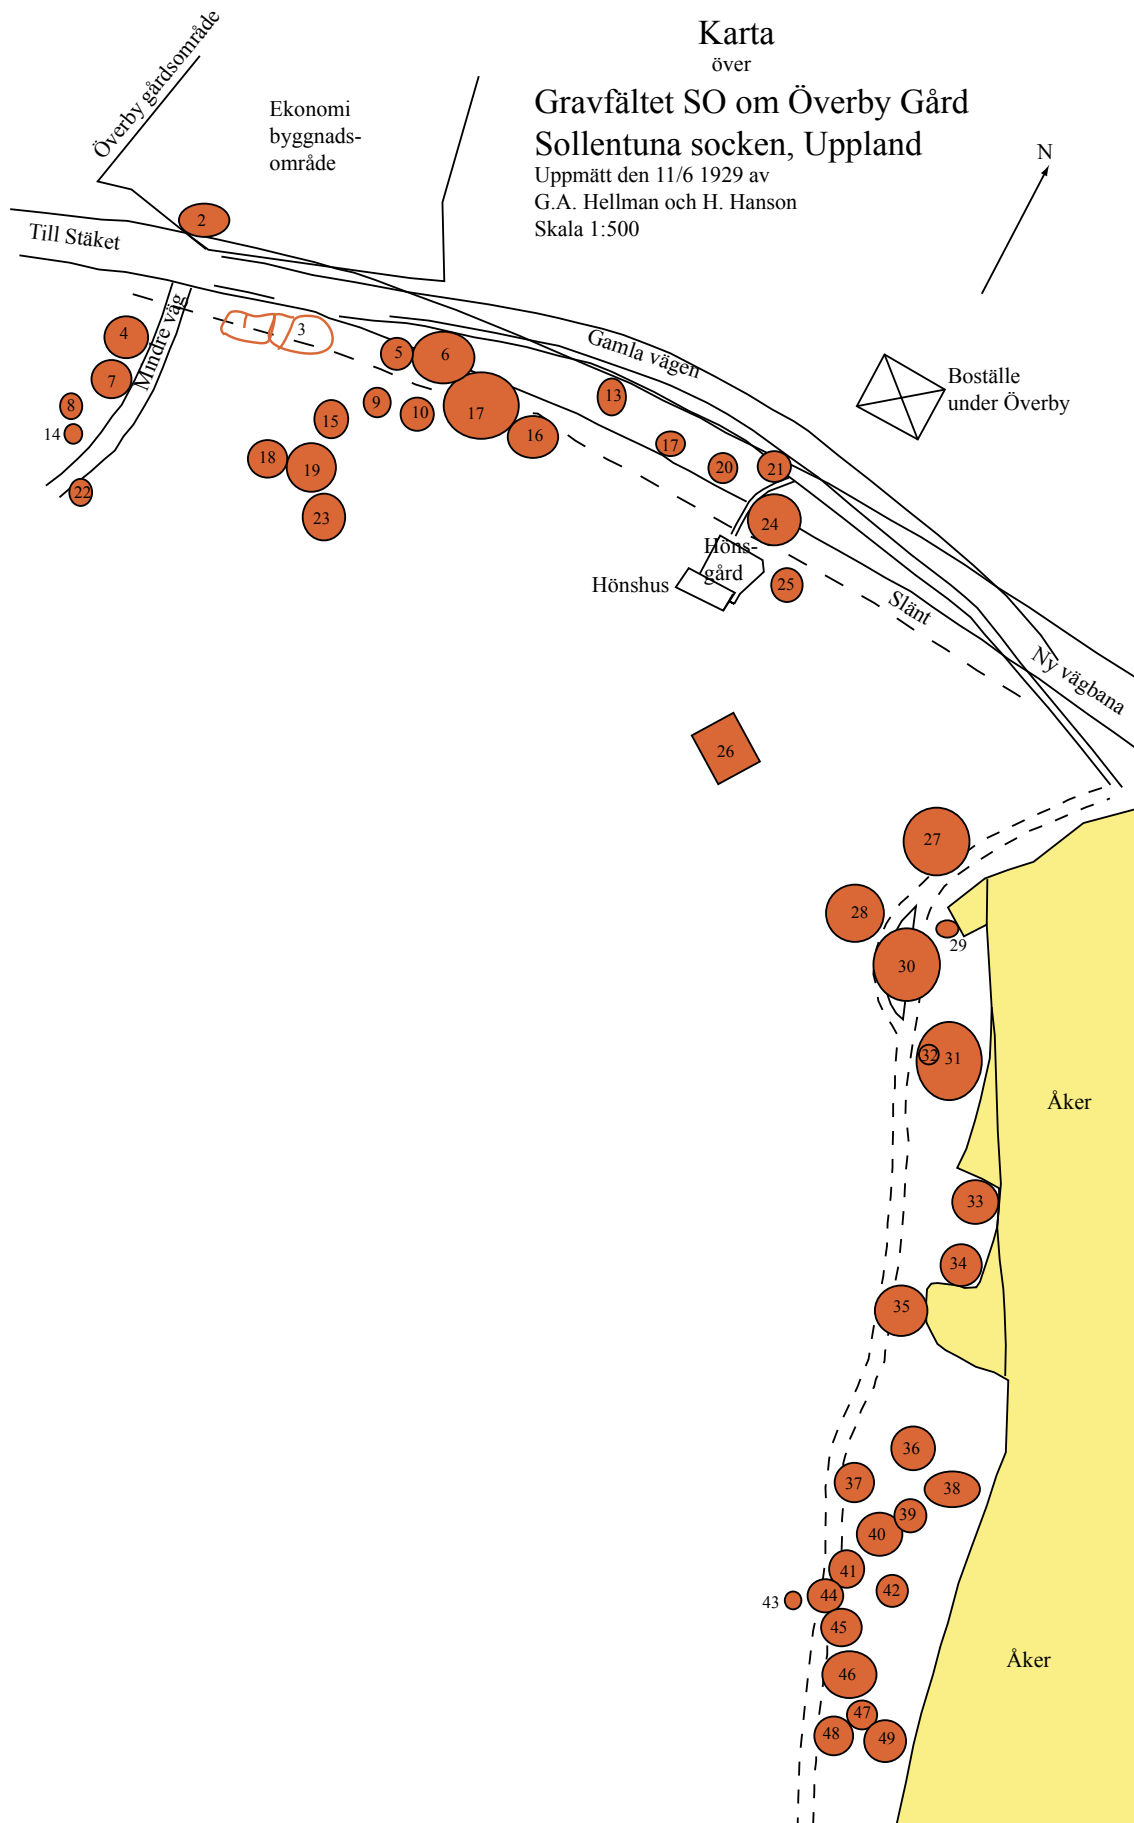 Karta
över
Gravfältet SO om Överby Gård
Sollentuna socken, Uppland
Uppmätt den 11/6 1929 av
G.A. Hellman och H. Hanson
Skala 1:500
Överby gårdsområde
Ekonomi
byggnads-
område
N
2
Till Stäket
Mindre väg
3
4
5
6
Gamla vägen
Boställe
under Överby
7
8
9
10
13
14
15
17
16
17
18
19
20
21
22
23
24
Höns-
gård
Hönshus
25
Slänt
Ny vägbana
26
27
28
29
30
32
31
Åker
33
34
35
36
37
38
39
40
41
42
43
44
45
46
Åker
47
48
49